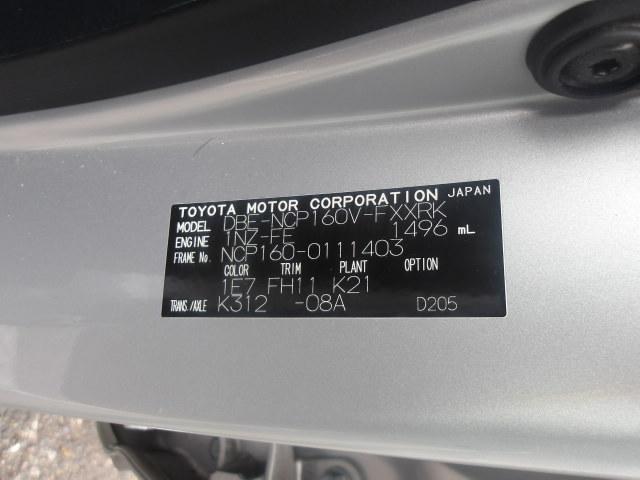 TOYOTA MOTOR CORPORATION JAPAN
MODEL DBE-NCP160V-FXXRK
ENGINE 1NZ-FE 1496 mL
FRAME No. NCP160-0111403
COLOR TRIM PLANT OPTION
1E7 FH11 K21
TRANS/AXLE K312 -08A D205